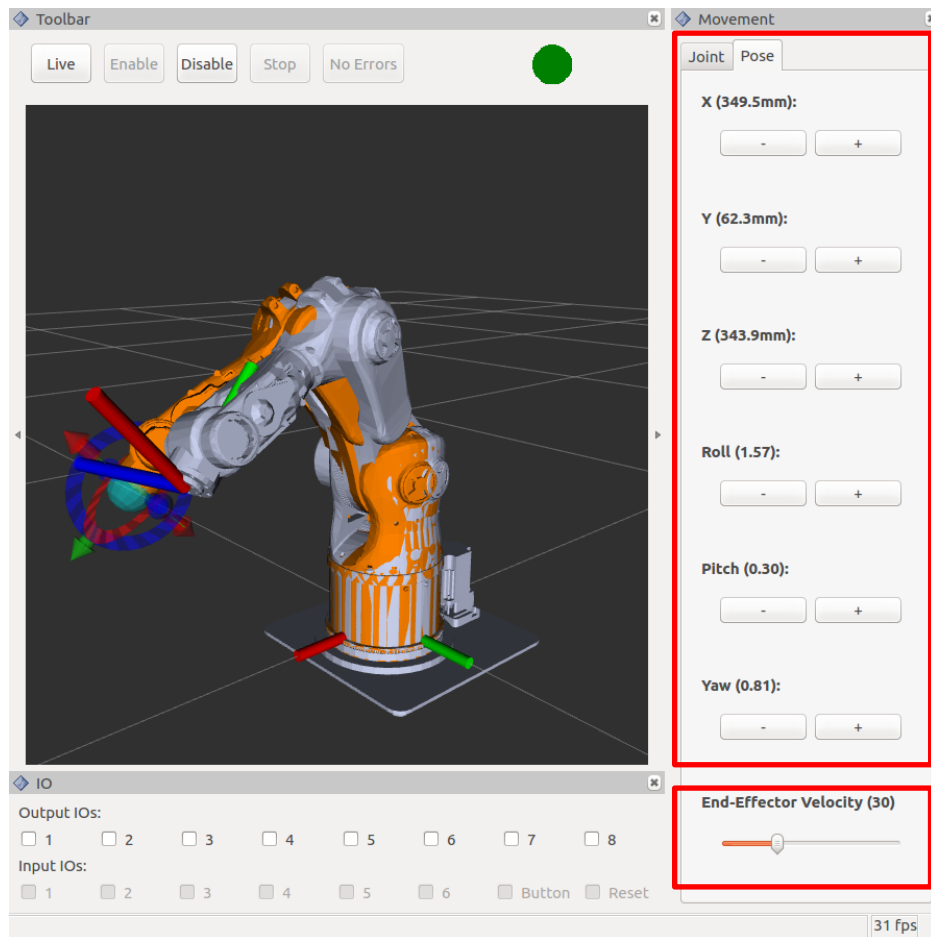 Toolbar
Live Enable Disable Stop No Errors
Movement
Joint Pose
X (349.5mm):
- +
Y (62.3mm):
- +
Z (343.9mm):
- +
Roll (1.57):
- +
Pitch (0.30):
- +
Yaw (0.81):
- +
End-Effector Velocity (30)
IO
Output IOs:
1 2 3 4 5 6 7 8
Input IOs:
1 2 3 4 5 6 Button Reset
31 fps